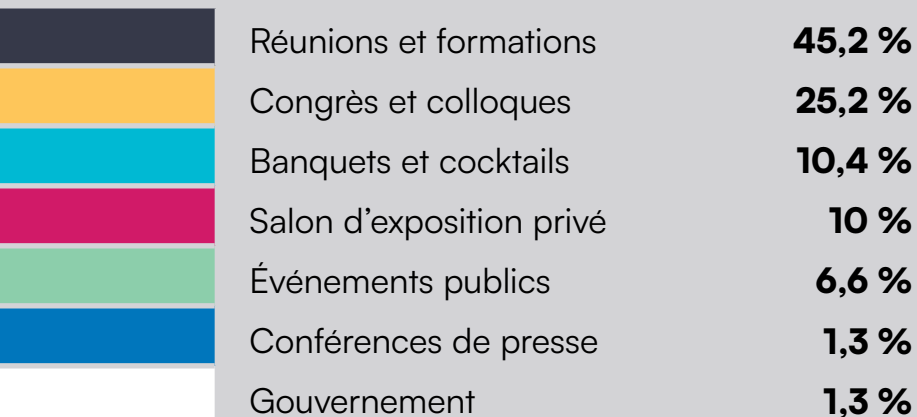 Réunions et formations 45,2 %
Congrès et colloques 25,2 %
Banquets et cocktails 10,4 %
Salon d’exposition privé 10 %
Événements publics 6,6 %
Conférences de presse 1,3 %
Gouvernement 1,3 %